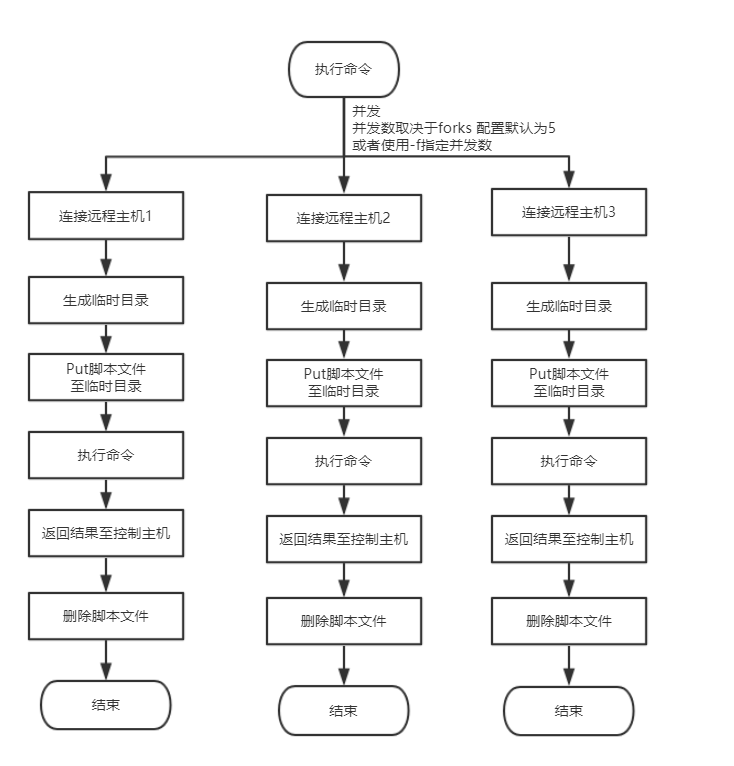 执行命令
并发
并发数取决于forks 配置默认为5
或者使用-f指定并发数
连接远程主机1
生成临时目录
Put脚本文件
至临时目录
执行命令
返回结果至控制主机
删除脚本文件
结束
连接远程主机2
生成临时目录
Put脚本文件
至临时目录
执行命令
返回结果至控制主机
删除脚本文件
结束
连接远程主机3
生成临时目录
Put脚本文件
至临时目录
执行命令
返回结果至控制主机
删除脚本文件
结束